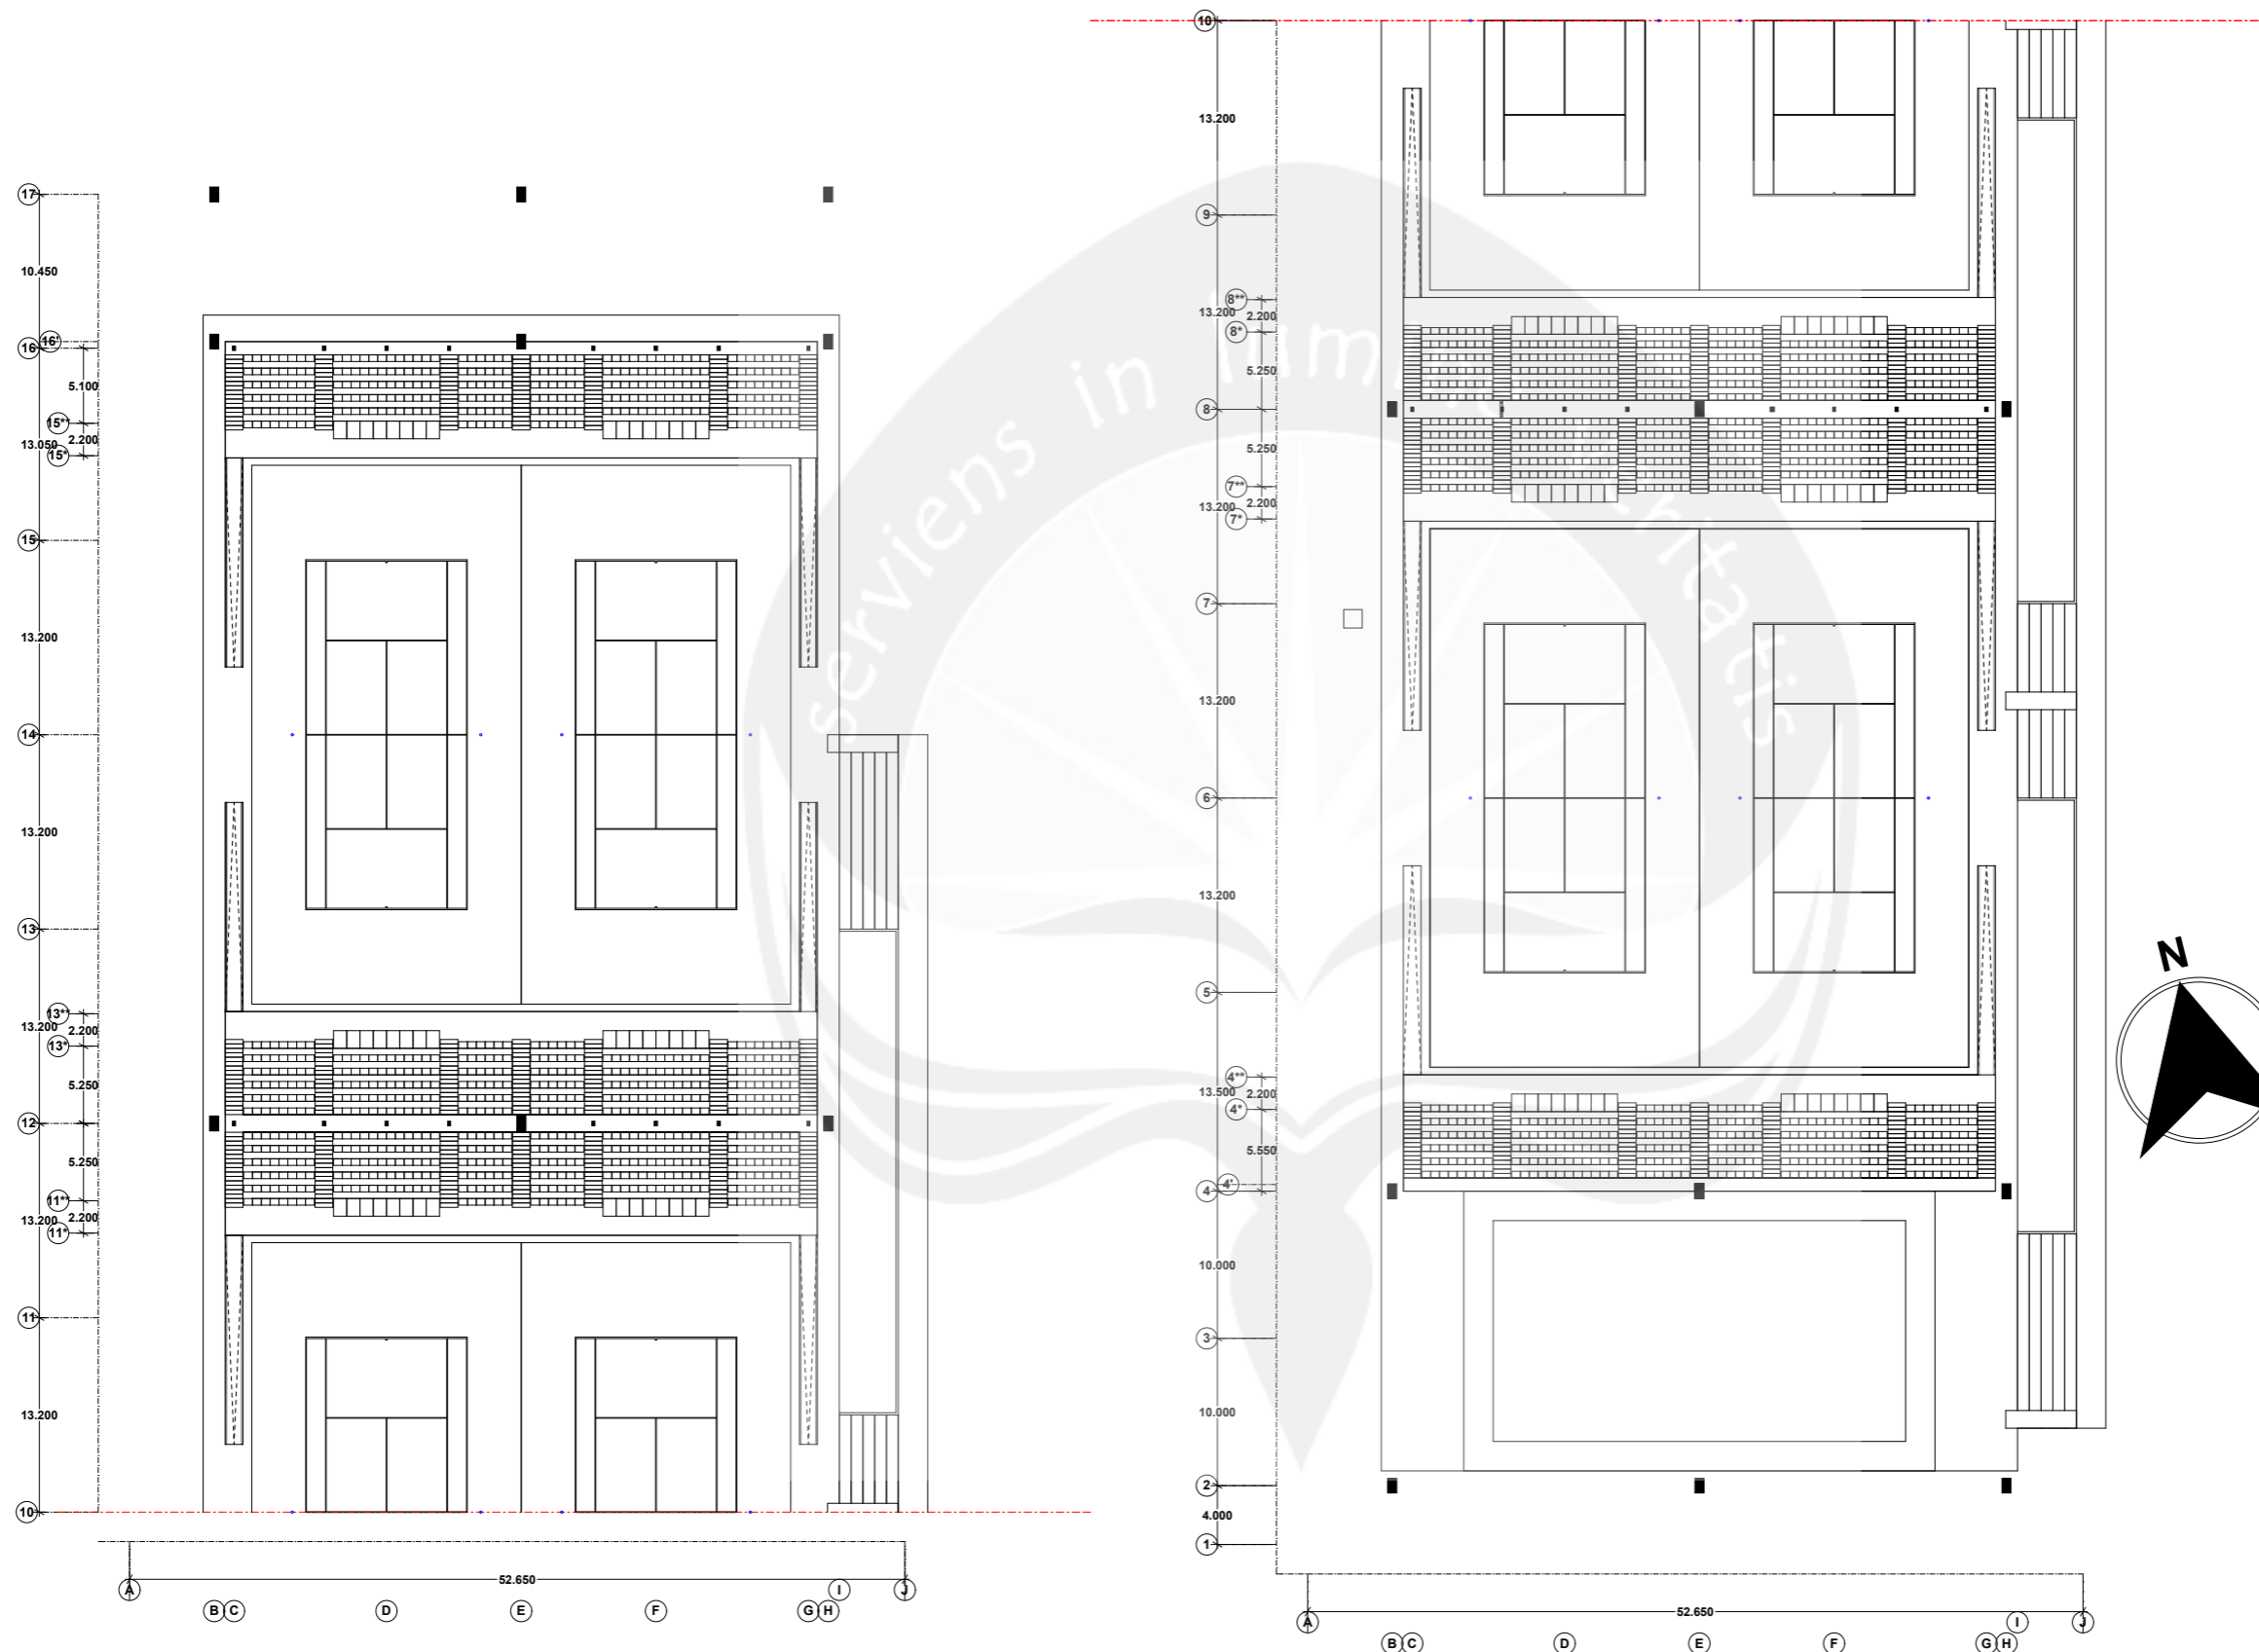 17
10.450
16'
16
5.100
15**
13.050
2.200
15*
15
13.200
14
13.200
13
13**
13.200
2.200
13*
5.250
12
5.250
11**
13.200
2.200
11*
11
13.200
10
52.650
A
I
J
B
C
D
E
F
G
H
10
13.200
9
8**
13.200
2.200
8*
5.250
8
5.250
7**
13.200
2.200
7*
7
13.200
6
13.200
5
4**
13.500
2.200
4*
5.550
4'
4
10.000
3
10.000
2
4.000
1
52.650
A
I
J
B
C
D
E
F
G
H
N
serviens in lumine veritatis